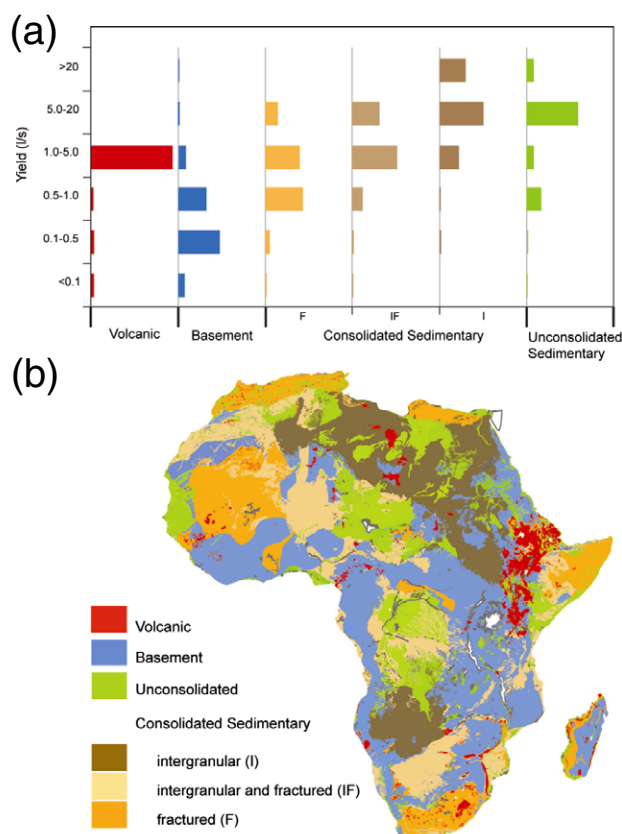 (a)
>20
5.0-20
1.0-5.0
0.5-1.0
0.1-0.5
<0.1
Yield (l/s)
F
IF
I
Volcanic
Basement
Consolidated Sedimentary
Unconsolidated
Sedimentary
(b)
Volcanic
Basement
Unconsolidated
Consolidated Sedimentary
intergranular (I)
intergranular and fractured (IF)
fractured (F)